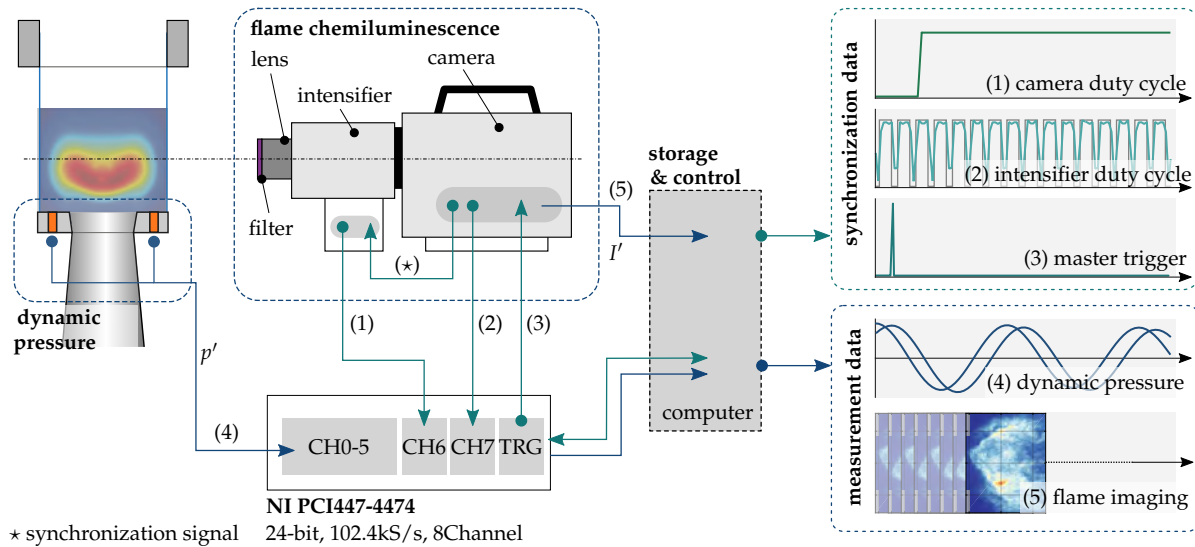 flame chemiluminescence
lens
camera
intensifier
filter
(⋆)
(5)
I′
storage
& control
computer
dynamic
pressure
p′
(4)
(1)
(2)
(3)
CH0-5
CH6
CH7
TRG
NI PCI447-4474
24-bit, 102.4kS/s, 8Channel
⋆ synchronization signal
synchronization data
(1) camera duty cycle
(2) intensifier duty cycle
(3) master trigger
measurement data
(4) dynamic pressure
(5) flame imaging